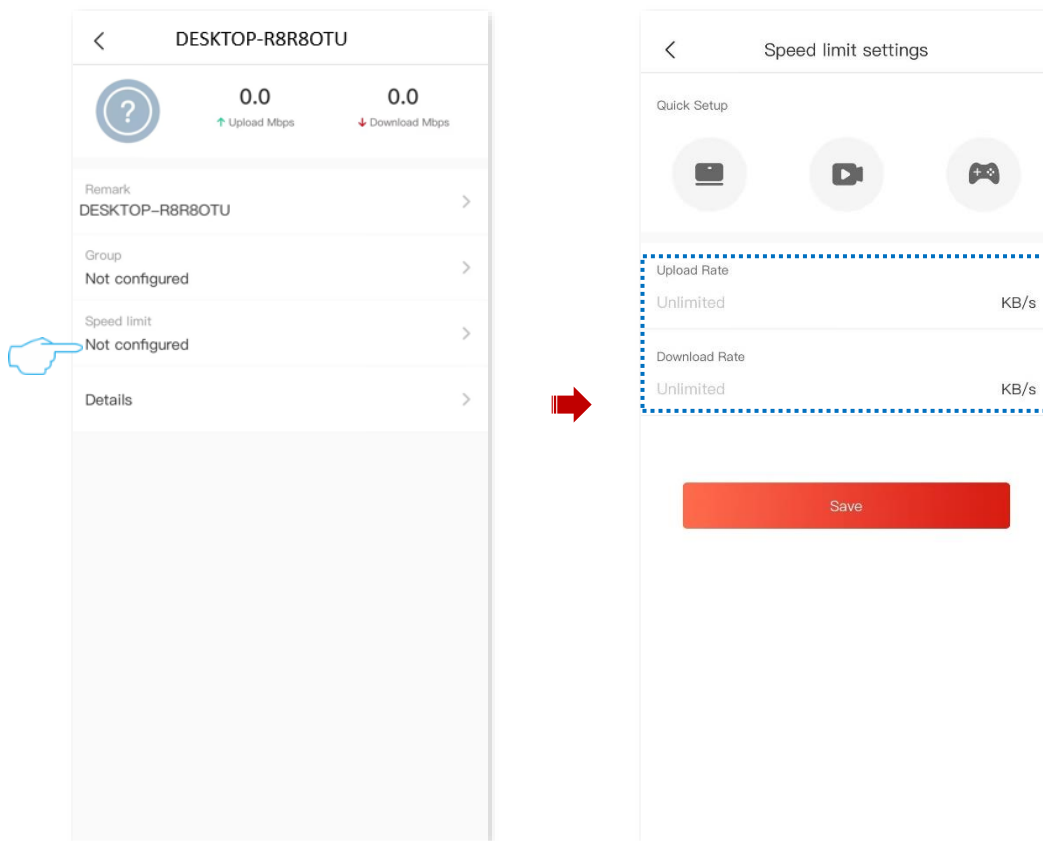 DESKTOP-R8R8OTU
0.0
0.0
↑ Upload Mbps
↓ Download Mbps
Remark
DESKTOP-R8R8OTU
Group
Not configured
Speed limit
Not configured
Details
Speed limit settings
Quick Setup
Upload Rate
Unlimited KB/s
Download Rate
Unlimited KB/s
Save